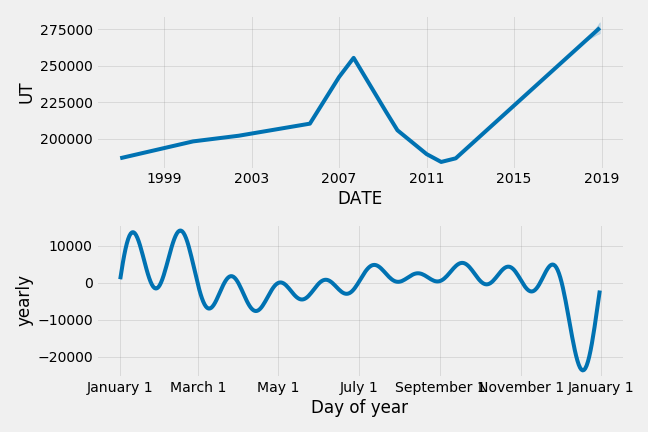 275000
250000
225000
200000
UT
1999 2003 2007 2011 2015 2019
DATE
10000
0
−10000
−20000
yearly
January 1 March 1 May 1 July 1 September 1 November 1 January 1
Day of year